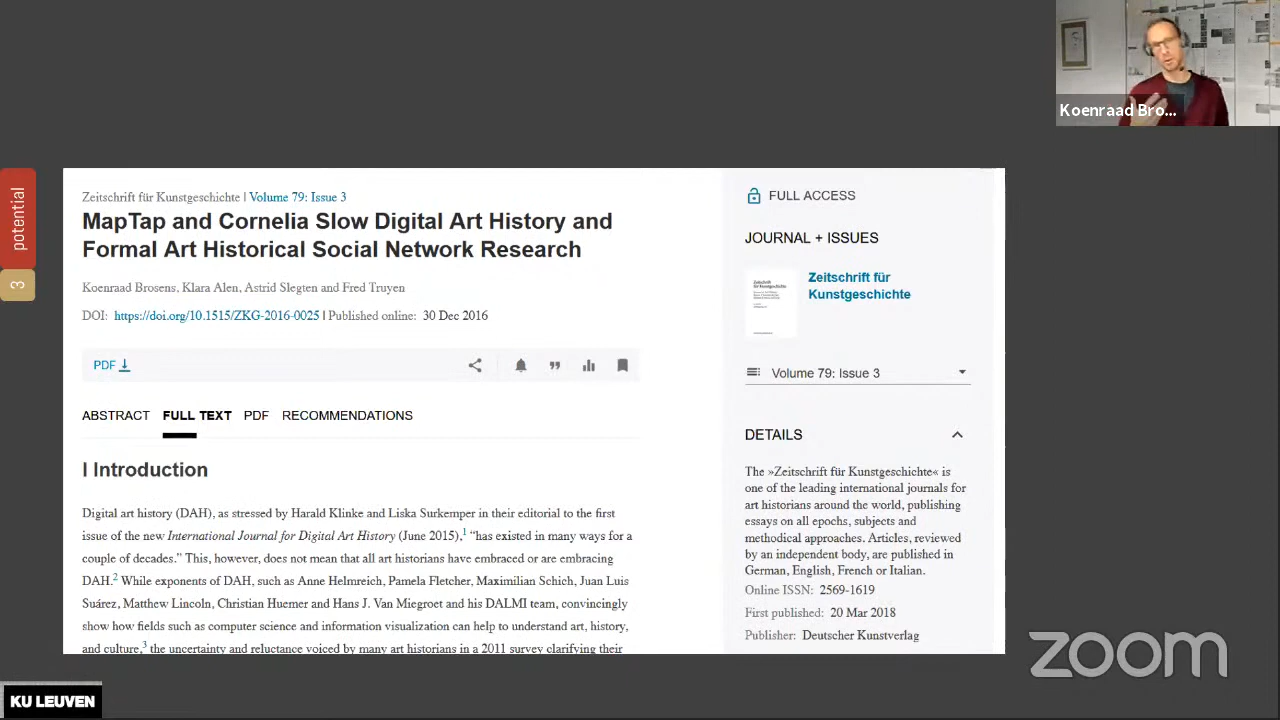 Koenraad Bro...
potential
3
Zeitschrift für Kunstgeschichte | Volume 79: Issue 3
MapTap and Cornelia Slow Digital Art History and
Formal Art Historical Social Network Research
Koenraad Brosens, Klara Alen, Astrid Slegten and Fred Truyen
DOI: https://doi.org/10.1515/ZKG-2016-0025 | Published online: 30 Dec 2016
PDF
ABSTRACT FULL TEXT PDF RECOMMENDATIONS
I Introduction
Digital art history (DAH), as stressed by Harald Klinke and Liska Surkemper in their editorial to the first
issue of the new International Journal for Digital Art History (June 2015),1 “has existed in many ways for a
couple of decades.” This, however, does not mean that all art historians have embraced or are embracing
DAH.2 While exponents of DAH, such as Anne Helmreich, Pamela Fletcher, Maximilian Schich, Juan Luis
Suárez, Matthew Lincoln, Christian Huemer and Hans J. Van Miegroet and his DALMI team, convincingly
show how fields such as computer science and information visualization can help to understand art, history,
and culture,3 the uncertainty and reluctance voiced by many art historians in a 2011 survey clarifying their
FULL ACCESS
JOURNAL + ISSUES
Zeitschrift für
Kunstgeschichte
Volume 79: Issue 3
DETAILS
The »Zeitschrift für Kunstgeschichte« is
one of the leading international journals for
art historians around the world, publishing
essays on all epochs, subjects and
methodical approaches. Articles, reviewed
by an independent body, are published in
German, English, French or Italian.
Online ISSN: 2569-1619
First published: 20 Mar 2018
Publisher: Deutscher Kunstverlag
zoom
KU LEUVEN